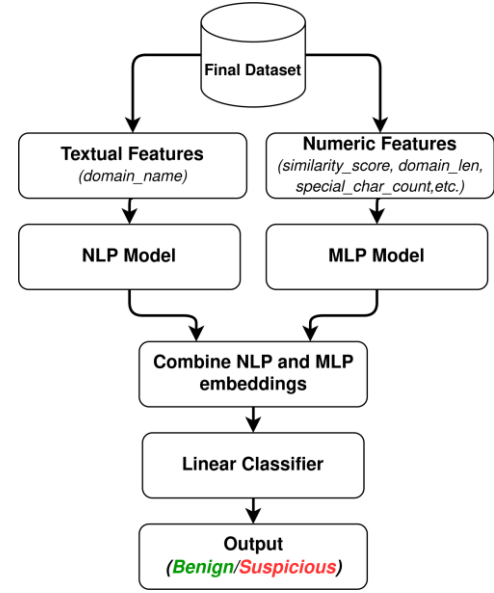 Final Dataset
Textual Features
(domain_name)
Numeric Features
(similarity_score, domain_len,
special_char_count,etc.)
NLP Model
MLP Model
Combine NLP and MLP
embeddings
Linear Classifier
Output
(Benign/Suspicious)